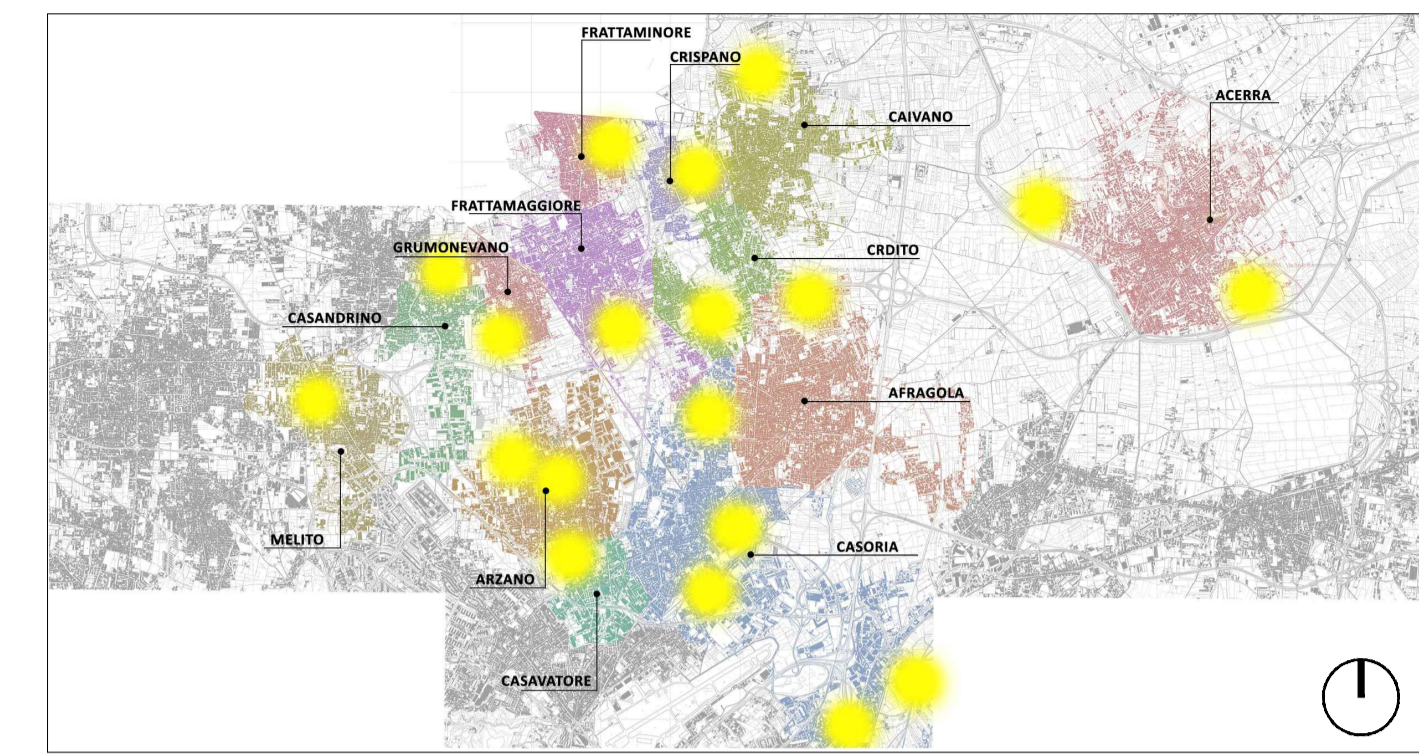 FRATTAMINORE
CRISPANO
ACERRA
CAIVANO
FRATTAMAGGIORE
GRUMONEVANO
CRDITO
CASANDRINO
AFRAGOLA
MELITO
CASORIA
ARZANO
CASAVATORE